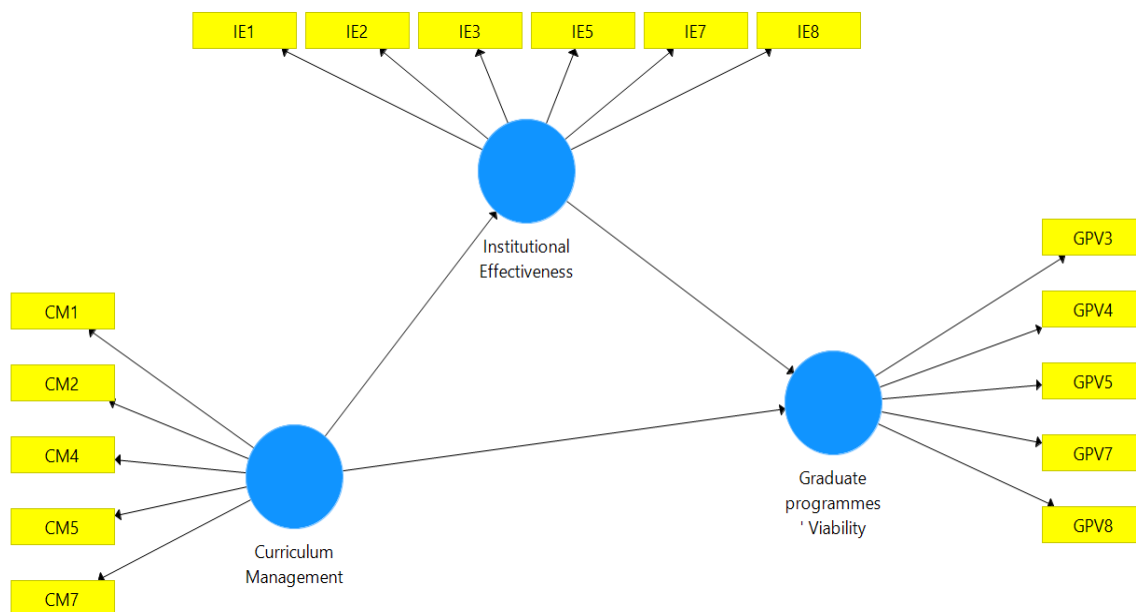 IE1
IE2
IE3
IE5
IE7
IE8
Institutional
Effectiveness
CM1
CM2
CM4
CM5
CM7
Curriculum
Management
GPV3
GPV4
GPV5
GPV7
GPV8
Graduate
programmes
' Viability